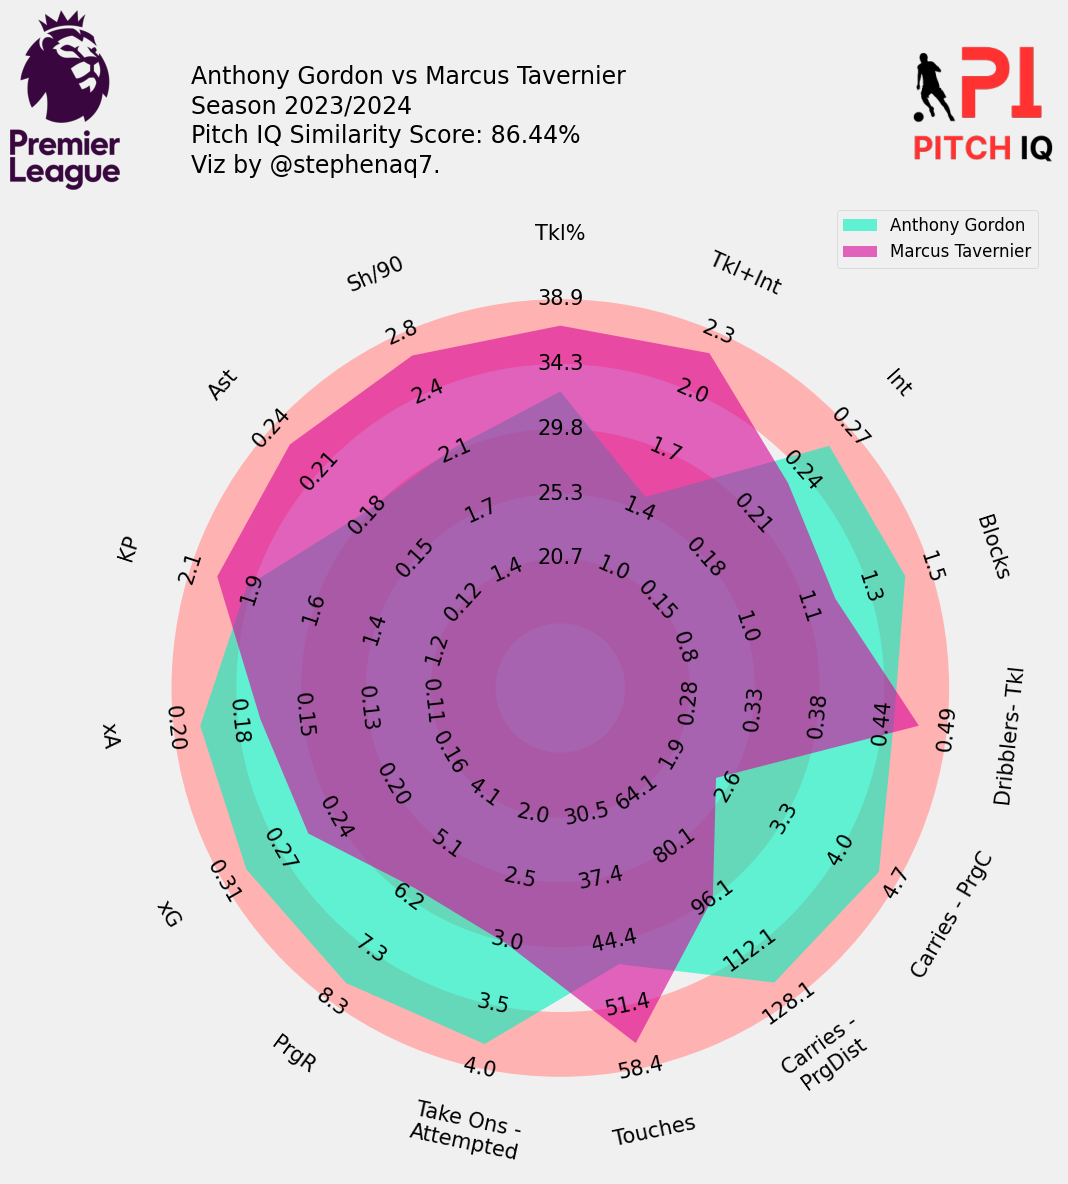 Anthony Gordon vs Marcus Tavernier
Season 2023/2024
Pitch IQ Similarity Score: 86.44%
Viz by @stephenaq7.
Premier
League
PI
PITCH IQ
Anthony Gordon
Marcus Tavernier
Tkl%
38.9
34.3
29.8
25.3
20.7
Tkl+Int
2.3
2.0
1.7
1.4
1.0
Int
0.27
0.24
0.21
0.18
0.15
Blocks
1.5
1.3
1.1
1.0
0.8
Dribblers- Tkl
0.49
0.44
0.38
0.33
0.28
Carries - PrgC
4.7
4.0
3.3
2.6
1.9
Carries -
PrgDist
128.1
112.1
96.1
80.1
64.1
Touches
58.4
51.4
44.4
37.4
30.5
Take Ons -
Attempted
4.0
3.5
3.0
2.5
2.0
PrgR
8.3
7.3
6.2
5.1
4.1
xG
0.31
0.27
0.24
0.20
0.16
xA
0.20
0.18
0.15
0.13
0.11
KP
2.1
1.9
1.6
1.4
1.2
Ast
0.24
0.21
0.18
0.15
0.12
Sh/90
2.8
2.4
2.1
1.7
1.4